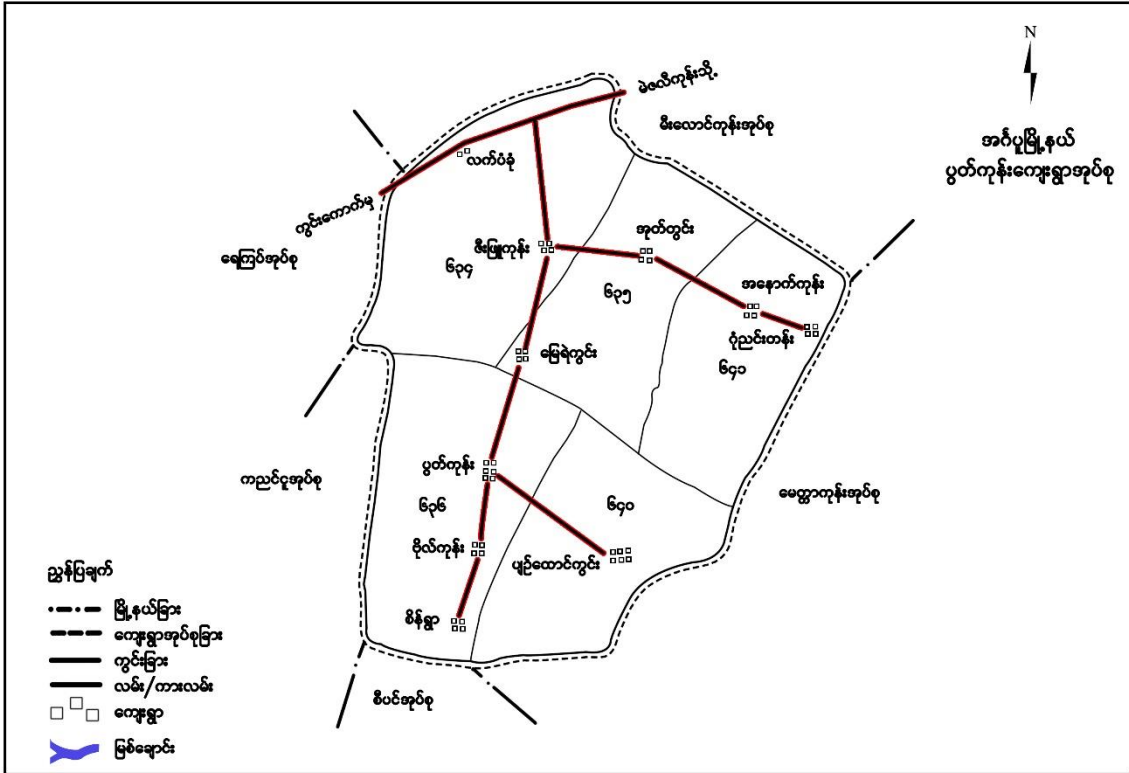 N
အင်္ဂပူမြို့နယ်
ပွတ်ကုန်းကျေးရွာအုပ်စု
မဲဇလီကုန်းသို့
မီးလောင်ကုန်းအုပ်စု
လက်ပံခုံ
ကွင်းကောက်မှ
ရေကြပ်အုပ်စု
ဇီးဖြူကုန်း
အုတ်တွင်း
၆၃၄
၆၃၅
အနောက်ကုန်း
ဂုံညင်းတန်း
မြေရဲကွင်း
၆၄၁
ပွတ်ကုန်း
ကညင်ငူအုပ်စု
မေတ္တာကုန်းအုပ်စု
၆၃၆
၆၄၀
ဗိုလ်ကုန်း
ပျဉ်ထောင်ကွင်း
စိန်ရွာ
စီပင်အုပ်စု
ညွှန်ပြချက်
မြို့နယ်ခြား
ကျေးရွာအုပ်စုခြား
ကွင်းခြား
လမ်း/ကားလမ်း
ကျေးရွာ
မြစ်ချောင်း